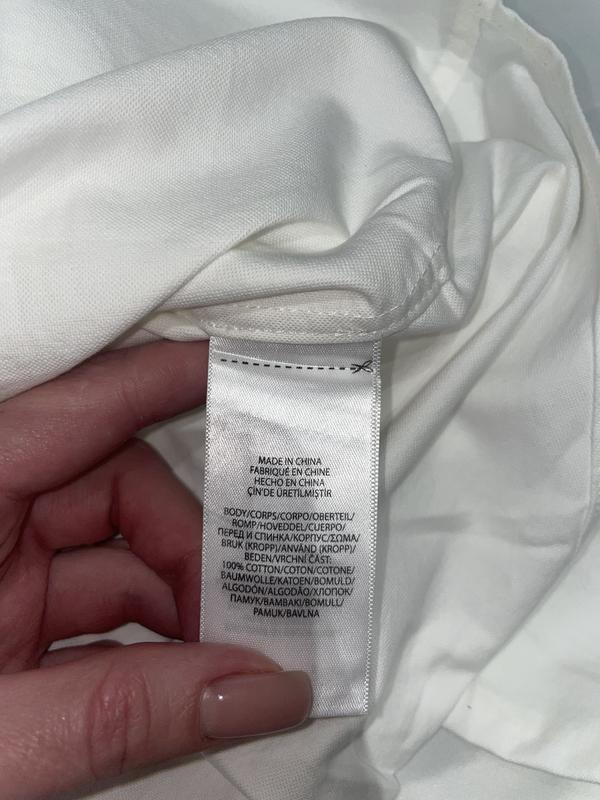 MADE IN CHINA
FABRIQUÉ EN CHINE
HECHO EN CHINA
ÇİN'DE ÜRETİLMİŞTİR
BODY/CORPS/CORPO/OBERTEIL/
ROMP/HOVEDDEL/CUERPO/
ПЕРЕД И СПИНКА/КОРПУС/ΣΩΜΑ/
BRUK (KROPP)/ANVÄND (KROPP)/
BEDEN/VRCHNÍ ČÁST:
100% COTTON/COTON/COTONE/
BAUMWOLLE/KATOEN/BOMULD/
ALGODÓN/ALGODÃO/ХЛОПОК/
ПАМУК/ΒΑΜΒΑΚΙ/BOMULL/
PAMUK/BAVLNA